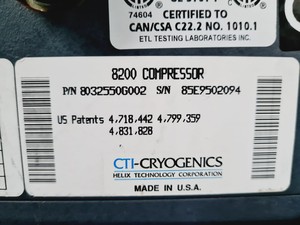 74604
CERTIFIED TO
CAN/CSA C22.2 NO. 1010.1
ETL TESTING LABORATORIES INC.
8200 COMPRESSOR
P/N 8032550G002 S/N 85E9502094
US Patents 4,718,442 4,799,359
4,831,828
CTI-CRYOGENICS
HELIX TECHNOLOGY CORPORATION
MADE IN U.S.A.